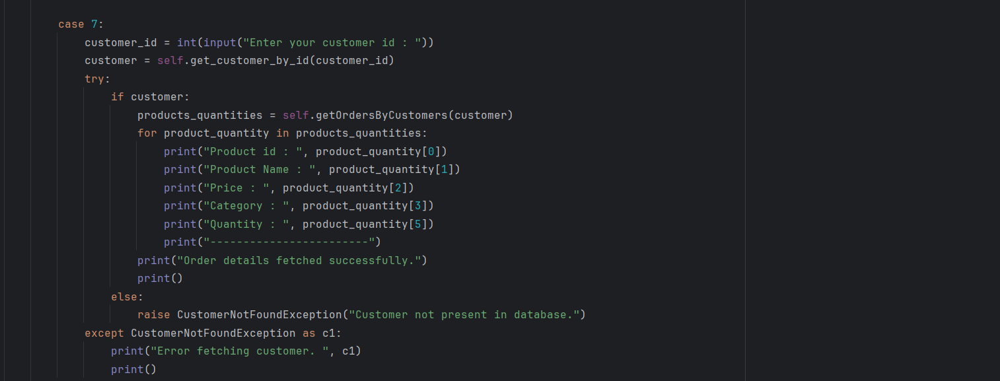 case 7:
    customer_id = int(input("Enter your customer id : "))
    customer = self.get_customer_by_id(customer_id)
    try:
        if customer:
            products_quantities = self.getOrdersByCustomers(customer)
            for product_quantity in products_quantities:
                print("Product id : ", product_quantity[0])
                print("Product Name : ", product_quantity[1])
                print("Price : ", product_quantity[2])
                print("Category : ", product_quantity[3])
                print("Quantity : ", product_quantity[5])
                print("------------------------")
            print("Order details fetched successfully.")
            print()
        else:
            raise CustomerNotFoundException("Customer not present in database.")
    except CustomerNotFoundException as c1:
        print("Error fetching customer. ", c1)
        print()